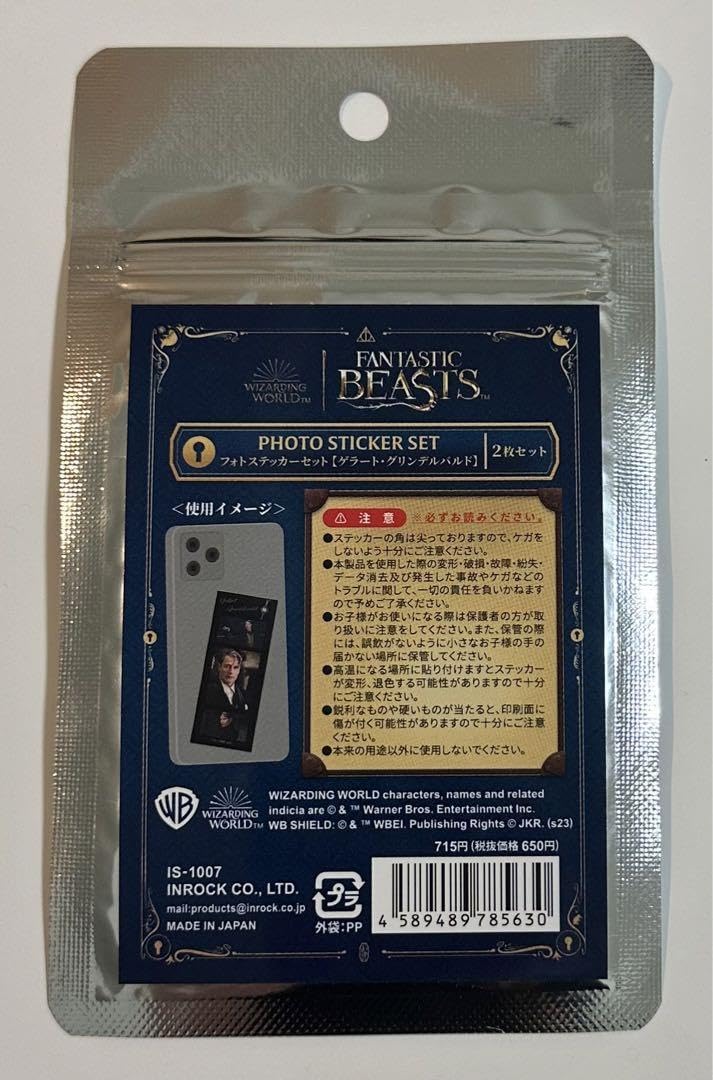 WIZARDING
WORLD™
FANTASTIC
BEASTS™
PHOTO STICKER SET
フォトステッカーセット【ゲラート・グリンデルバルド】
2枚セット
＜使用イメージ＞
⚠ 注意 ※必ずお読みください。
●ステッカーの角は尖っておりますので、ケガを
しないよう十分にご注意ください。
●本製品を使用した際の変形・破損・故障・紛失・
データ消去及び発生した事故やケガなどの
トラブルに関して、一切の責任を負いかねます
ので予めご了承ください。
●お子様がお使いになる際は保護者の方が取
り扱いに注意をしてください。また、保管の際
には、誤飲がないように小さなお子様の手の
届かない場所に保管してください。
●高温になる場所に貼り付けますとステッカー
が変形、退色する可能性がありますので十分
にご注意ください。
●鋭利なものや硬いものが当たると、印刷面に
傷が付く可能性がありますので十分にご注意
ください。
●本来の用途以外に使用しないでください。
WB
WIZARDING
WORLD™
WIZARDING WORLD characters, names and related
indicia are © & ™ Warner Bros. Entertainment Inc.
WB SHIELD: © & ™ WBEI. Publishing Rights © JKR. (s23)
715円(税抜価格 650円)
IS-1007
INROCK CO., LTD.
mail:products@inrock.co.jp
MADE IN JAPAN
プラ
外袋:PP
4 589489 785630